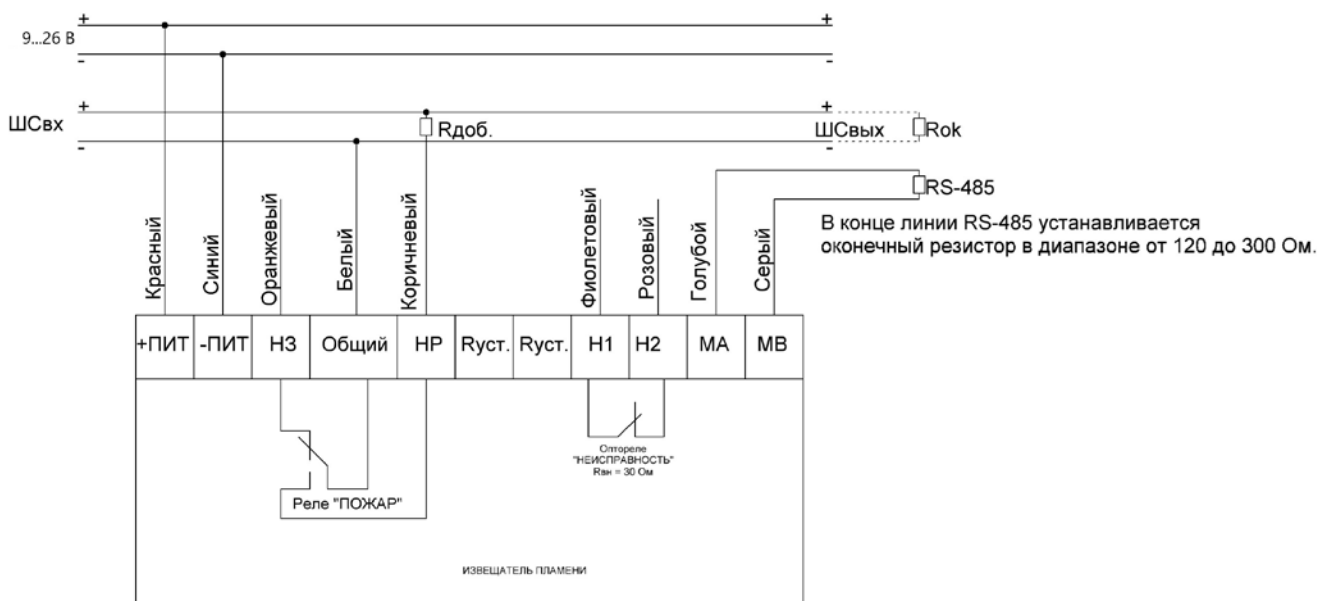 + +
9...26 В
- -
+ +
ШСвх Rдоб. ШСвых Rok
- -
RS-485
В конце линии RS-485 устанавливается
оконечный резистор в диапазоне от 120 до 300 Ом.
Красный Синий Оранжевый Белый Коричневый Фиолетовый Розовый Голубой Серый
+ПИТ -ПИТ НЗ Общий НР Rуст. Rуст. Н1 Н2 МА МВ
Оптореле
"НЕИСПРАВНОСТЬ"
Rвн = 30 Ом
Реле "ПОЖАР"
ИЗВЕЩАТЕЛЬ ПЛАМЕНИ